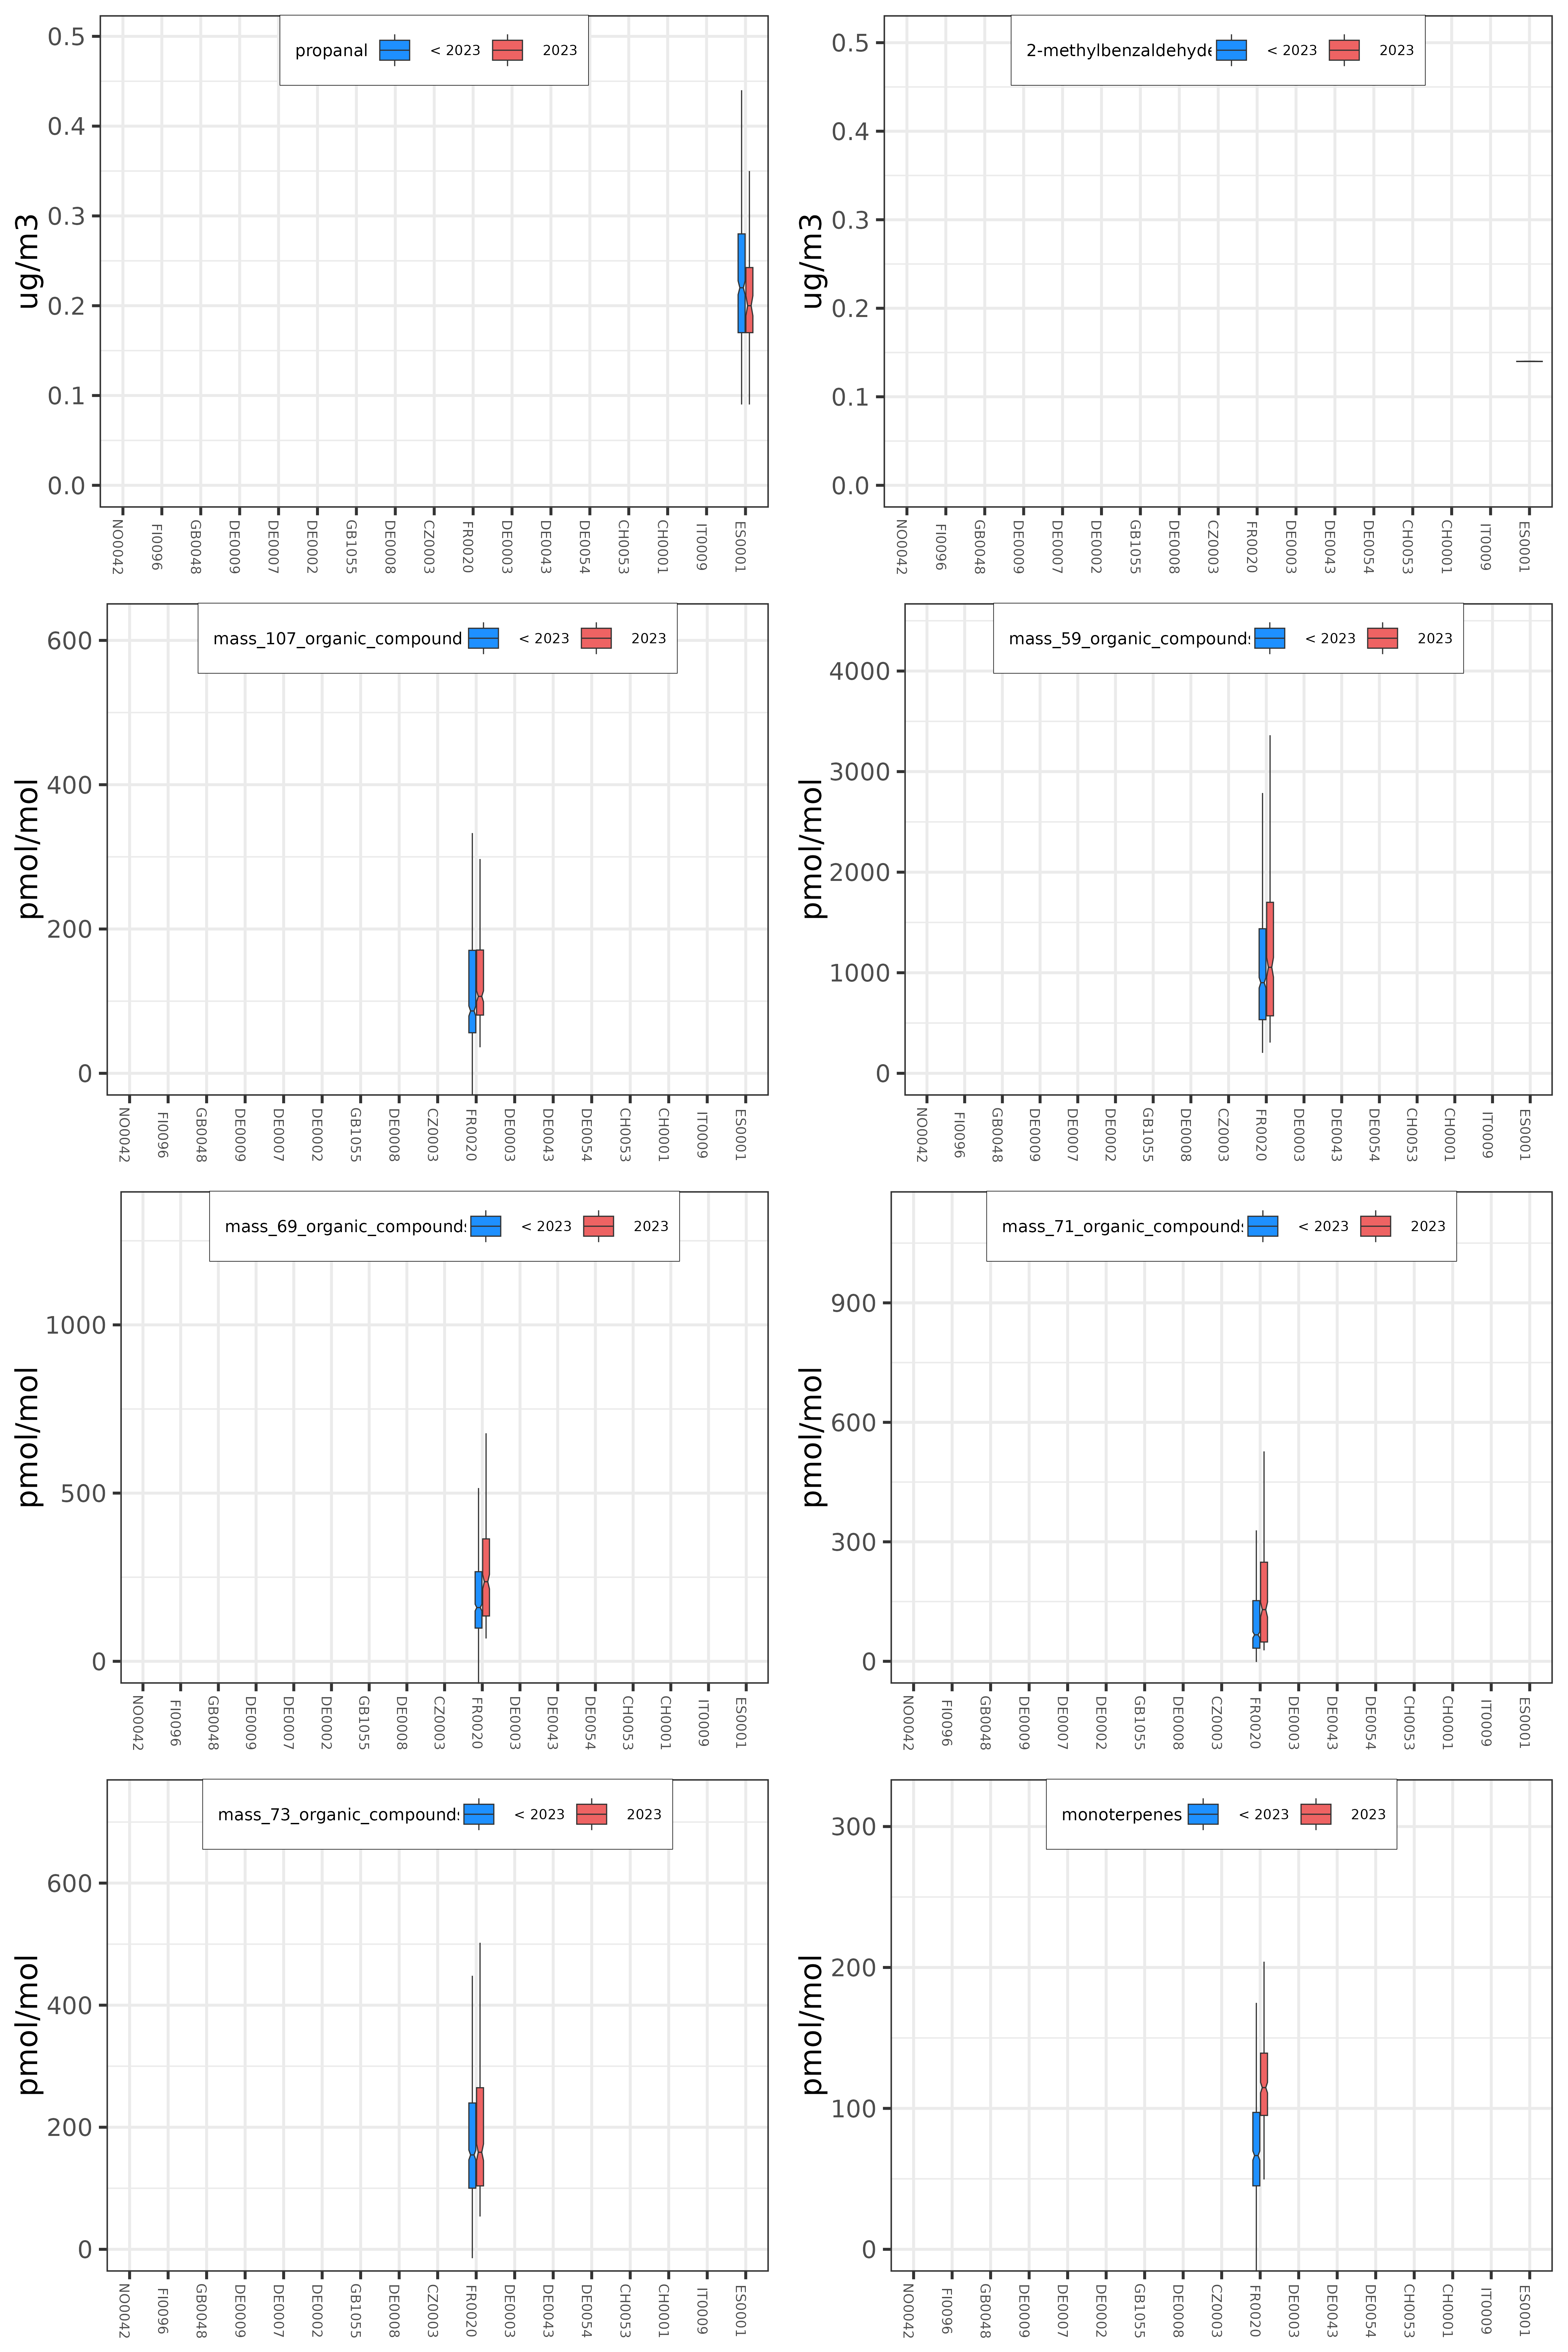 propanal < 2023 2023
ug/m3
0.5
0.4
0.3
0.2
0.1
0.0
NO0042 FI0096 GB0048 DE0009 DE0007 DE0002 GB1055 DE0008 CZ0003 FR0020 DE0003 DE0043 DE0054 CH0053 CH0001 IT0009 ES0001
2-methylbenzaldehyde < 2023 2023
ug/m3
0.5
0.4
0.3
0.2
0.1
0.0
NO0042 FI0096 GB0048 DE0009 DE0007 DE0002 GB1055 DE0008 CZ0003 FR0020 DE0003 DE0043 DE0054 CH0053 CH0001 IT0009 ES0001
mass_107_organic_compound < 2023 2023
pmol/mol
600
400
200
0
NO0042 FI0096 GB0048 DE0009 DE0007 DE0002 GB1055 DE0008 CZ0003 FR0020 DE0003 DE0043 DE0054 CH0053 CH0001 IT0009 ES0001
mass_59_organic_compounds < 2023 2023
pmol/mol
4000
3000
2000
1000
0
NO0042 FI0096 GB0048 DE0009 DE0007 DE0002 GB1055 DE0008 CZ0003 FR0020 DE0003 DE0043 DE0054 CH0053 CH0001 IT0009 ES0001
mass_69_organic_compounds < 2023 2023
pmol/mol
1000
500
0
NO0042 FI0096 GB0048 DE0009 DE0007 DE0002 GB1055 DE0008 CZ0003 FR0020 DE0003 DE0043 DE0054 CH0053 CH0001 IT0009 ES0001
mass_71_organic_compounds < 2023 2023
pmol/mol
900
600
300
0
NO0042 FI0096 GB0048 DE0009 DE0007 DE0002 GB1055 DE0008 CZ0003 FR0020 DE0003 DE0043 DE0054 CH0053 CH0001 IT0009 ES0001
mass_73_organic_compounds < 2023 2023
pmol/mol
600
400
200
0
NO0042 FI0096 GB0048 DE0009 DE0007 DE0002 GB1055 DE0008 CZ0003 FR0020 DE0003 DE0043 DE0054 CH0053 CH0001 IT0009 ES0001
monoterpenes < 2023 2023
pmol/mol
300
200
100
0
NO0042 FI0096 GB0048 DE0009 DE0007 DE0002 GB1055 DE0008 CZ0003 FR0020 DE0003 DE0043 DE0054 CH0053 CH0001 IT0009 ES0001